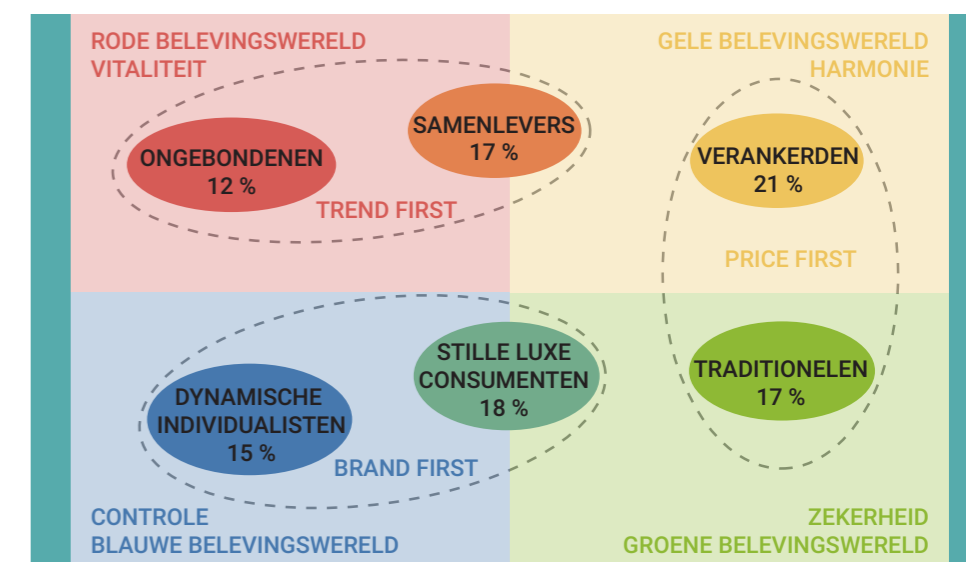 RODE BELEVINGSWERELD
VITALITEIT
GELE BELEVINGSWERELD
HARMONIE
ONGEBONDENEN
12 %
SAMENLEVERS
17 %
TREND FIRST
VERANKERDEN
21 %
PRICE FIRST
DYNAMISCHE
INDIVIDUALISTEN
15 %
STILLE LUXE
CONSUMENTEN
18 %
BRAND FIRST
TRADITIONELEN
17 %
CONTROLE
BLAUWE BELEVINGSWERELD
ZEKERHEID
GROENE BELEVINGSWERELD